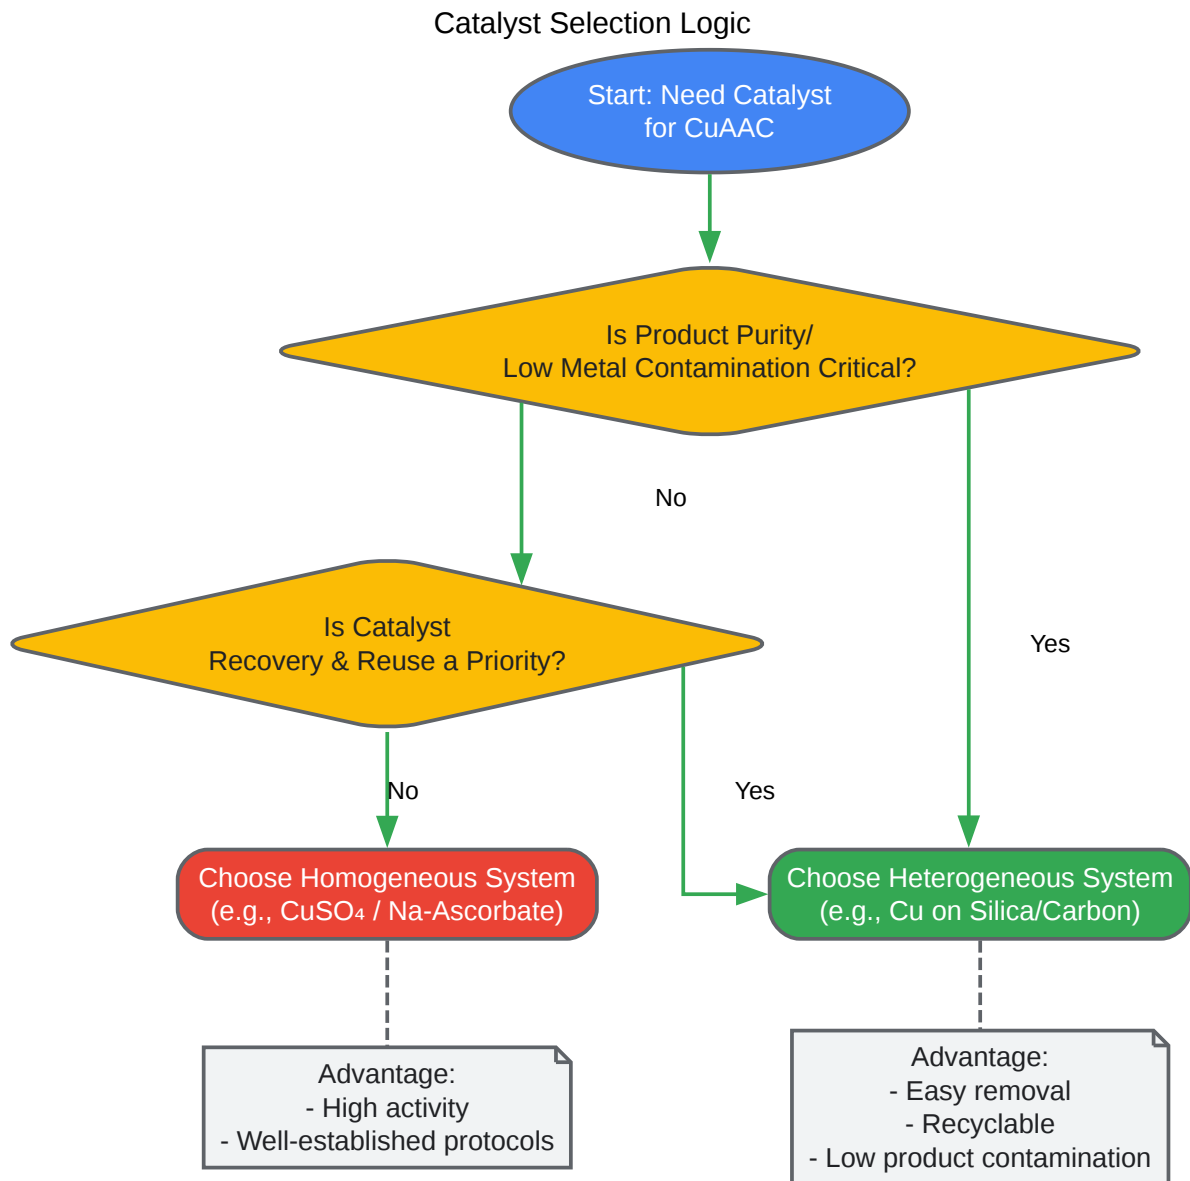 Catalyst Selection Logic
Start: Need Catalyst
for CuAAC
Is Product Purity/
Low Metal Contamination Critical?
No
Is Catalyst
Recovery & Reuse a Priority?
Yes
No
Yes
Choose Homogeneous System
(e.g., CuSO₄ / Na-Ascorbate)
Choose Heterogeneous System
(e.g., Cu on Silica/Carbon)
Advantage:
- High activity
- Well-established protocols
Advantage:
- Easy removal
- Recyclable
- Low product contamination